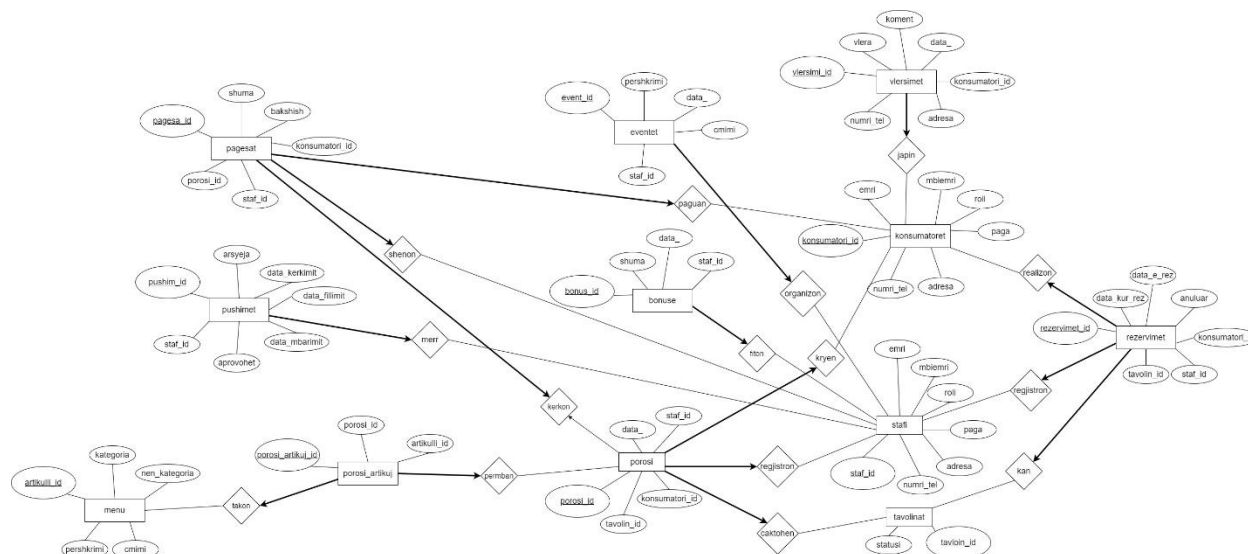 koment
vlera
data_
vlersimi_id
vlersimet
konsumatori_id
numri_tel
adresa
japin
shuma
bakshish
pagesa_id
pagesat
konsumatori_id
porosi_id
staf_id
pershkrimi
event_id
data_
eventet
cmimi
staf_id
paguan
emri
mbiemri
roli
konsumatoret
paga
konsumatori_id
numri_tel
adresa
realizon
shenon
arsyeja
data_kerkimit
pushim_id
data_fillimit
pushimet
staf_id
data_mbarimit
aprovohet
merr
data_
shuma
staf_id
bonus_id
bonuse
organizon
fiton
kryen
data_e_rez
data_kur_rez
anuluar
rezervimet_id
rezervimet
konsumatori_
tavolin_id
staf_id
regjistron
emri
mbiemri
roli
stafi
paga
staf_id
adresa
numri_tel
kerkon
porosi_id
artikulli_id
porosi_artikuj_id
porosi_artikuj
permban
data_
staf_id
porosi
regjistron
porosi_id
konsumatori_id
tavolin_id
caktohen
kan
tavolinat
statusi
tavloin_id
kategoria
nen_kategoria
artikulli_id
menu
takon
pershkrimi
cmimi